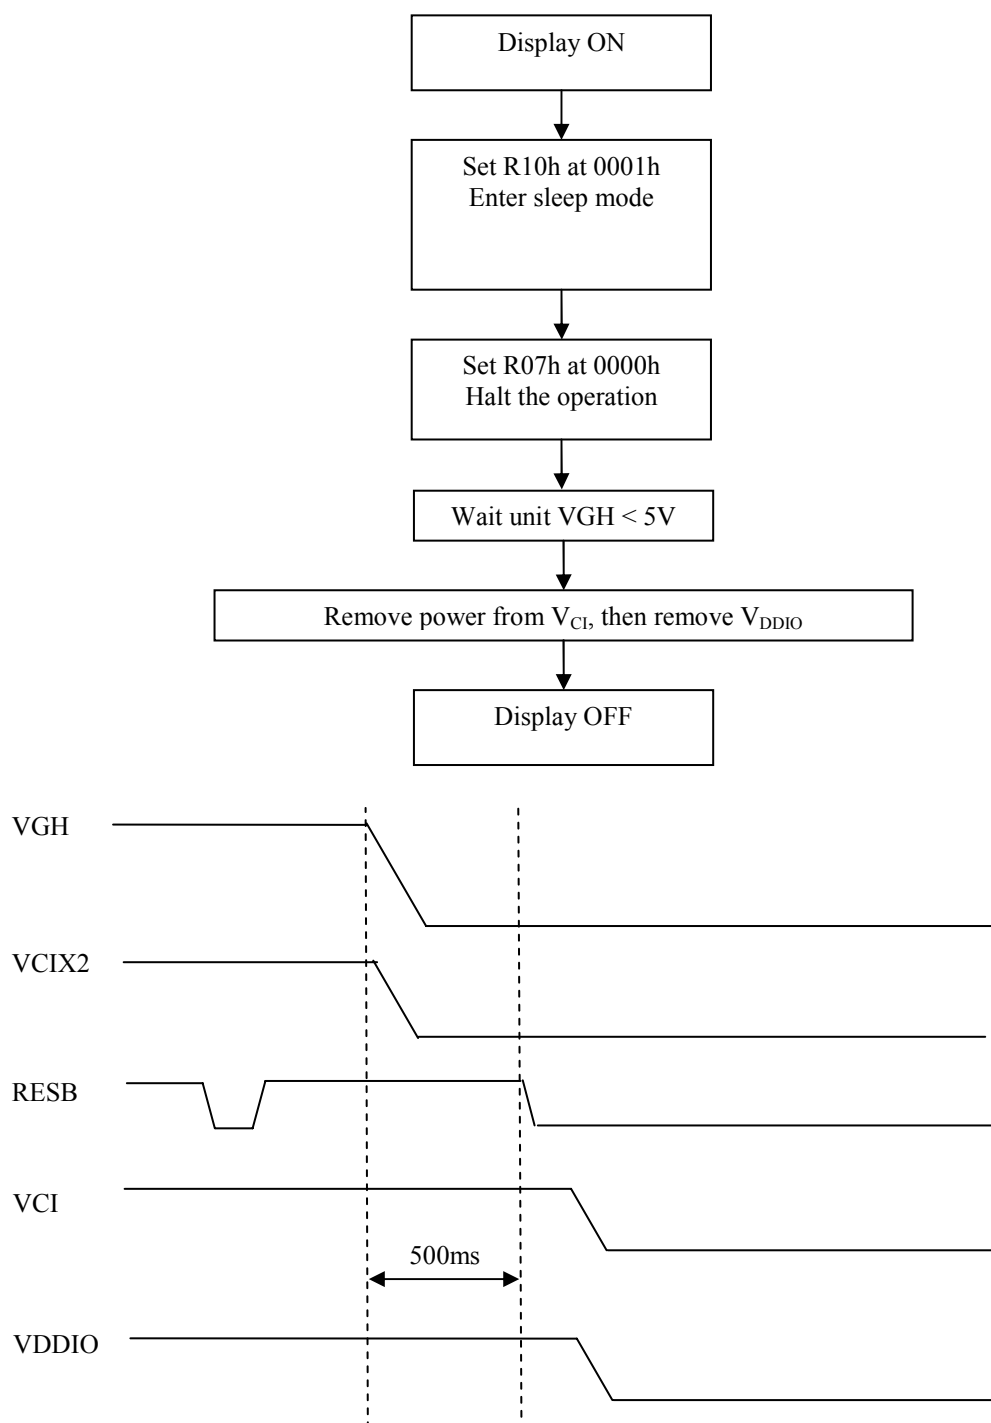 Display ON
Set R10h at 0001h
Enter sleep mode
Set R07h at 0000h
Halt the operation
Wait unit VGH < 5V
Remove power from VCI, then remove VDDIO
Display OFF
VGH
VCIX2
RESB
VCI
500ms
VDDIO